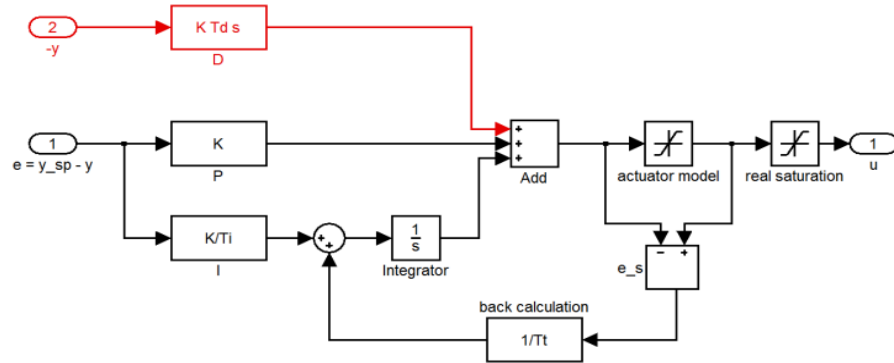 2
-y
K Td s
D
1
e = y_sp - y
K
P
+
+
+
Add
actuator model
real saturation
1
u
K/Ti
I
+
+
1
s
Integrator
−
+
e_s
back calculation
1/Tt